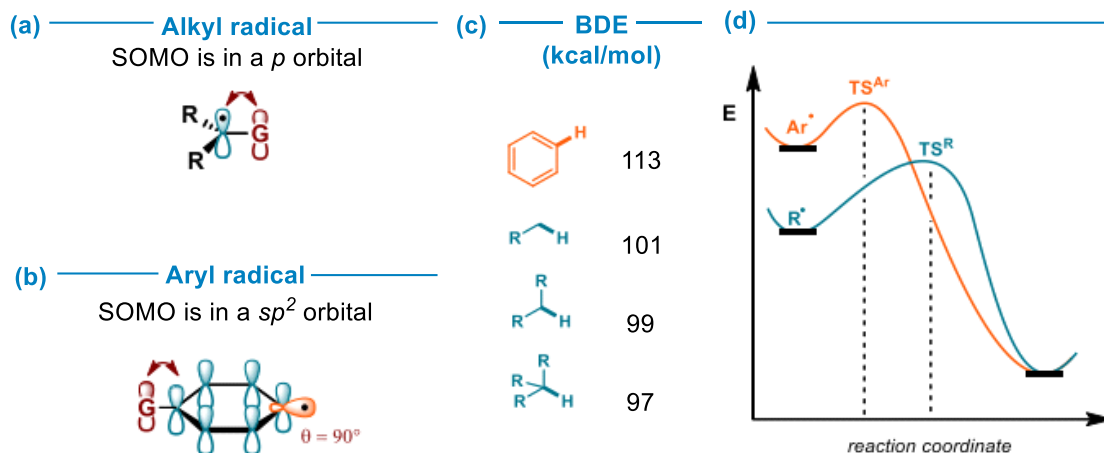 (a) Alkyl radical
SOMO is in a p orbital
R
R
G
(b) Aryl radical
SOMO is in a sp² orbital
G
θ = 90°
(c) BDE
(kcal/mol)
H
113
R H
101
R
R H
99
R
R
R H
97
(d)
E
TSᴬʳ
Ar•
TSᴿ
R•
reaction coordinate